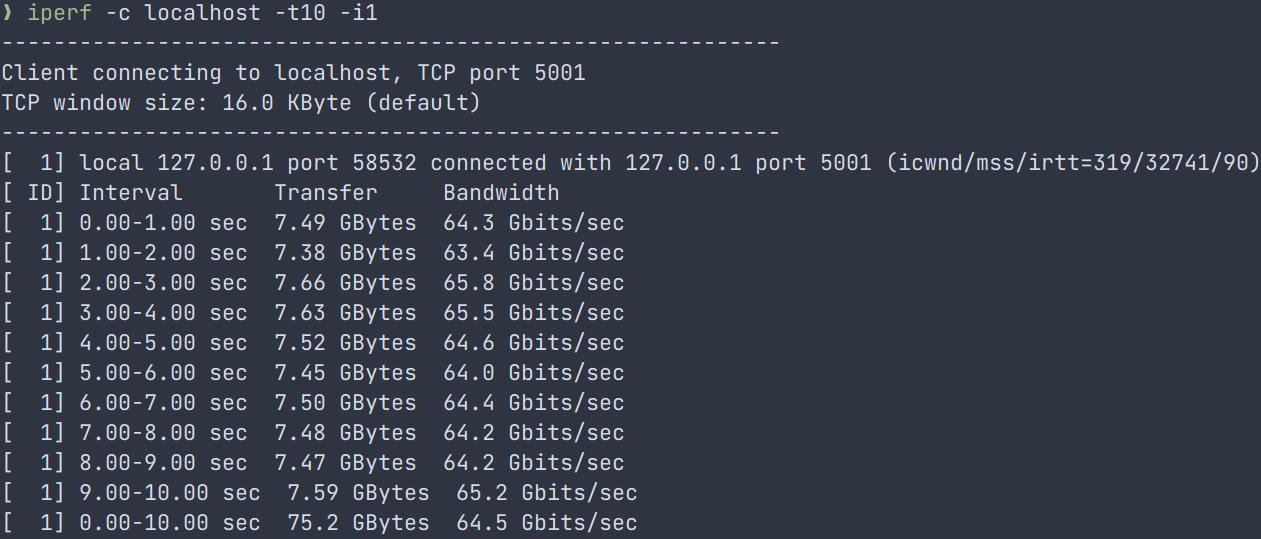 ❯ iperf -c localhost -t10 -i1
------------------------------------------------------------
Client connecting to localhost, TCP port 5001
TCP window size: 16.0 KByte (default)
------------------------------------------------------------
[  1] local 127.0.0.1 port 58532 connected with 127.0.0.1 port 5001 (icwnd/mss/irtt=319/32741/90)
[ ID] Interval       Transfer     Bandwidth
[  1] 0.00-1.00 sec  7.49 GBytes  64.3 Gbits/sec
[  1] 1.00-2.00 sec  7.38 GBytes  63.4 Gbits/sec
[  1] 2.00-3.00 sec  7.66 GBytes  65.8 Gbits/sec
[  1] 3.00-4.00 sec  7.63 GBytes  65.5 Gbits/sec
[  1] 4.00-5.00 sec  7.52 GBytes  64.6 Gbits/sec
[  1] 5.00-6.00 sec  7.45 GBytes  64.0 Gbits/sec
[  1] 6.00-7.00 sec  7.50 GBytes  64.4 Gbits/sec
[  1] 7.00-8.00 sec  7.48 GBytes  64.2 Gbits/sec
[  1] 8.00-9.00 sec  7.47 GBytes  64.2 Gbits/sec
[  1] 9.00-10.00 sec  7.59 GBytes  65.2 Gbits/sec
[  1] 0.00-10.00 sec  75.2 GBytes  64.5 Gbits/sec